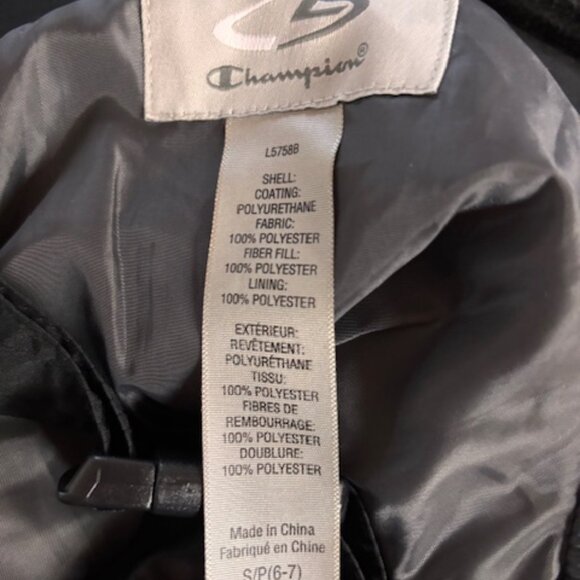 Champion®
L5758B
SHELL:
COATING:
POLYURETHANE
FABRIC:
100% POLYESTER
FIBER FILL:
100% POLYESTER
LINING:
100% POLYESTER
EXTÉRIEUR:
REVÊTEMENT:
POLYURÉTHANE
TISSU:
100% POLYESTER
FIBRES DE
REMBOURRAGE:
100% POLYESTER
DOUBLURE:
100% POLYESTER
Made in China
Fabriqué en Chine
S/P(6-7)